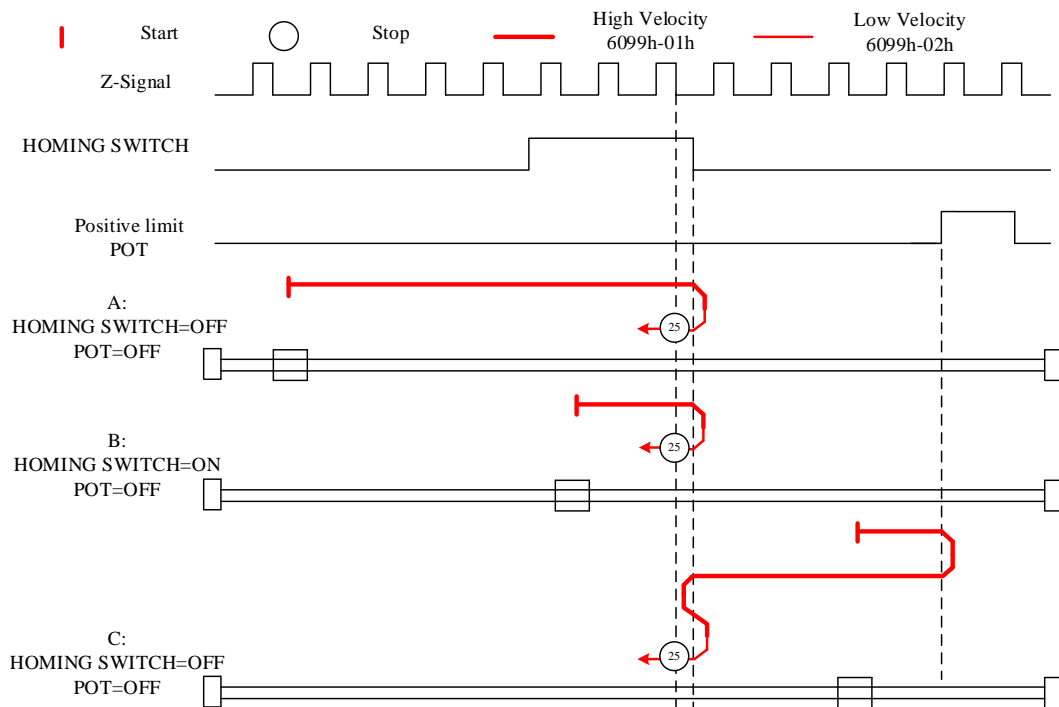 Start
Stop
High Velocity
6099h-01h
Low Velocity
6099h-02h
Z-Signal
HOMING SWITCH
Positive limit
POT
A:
HOMING SWITCH=OFF
POT=OFF
25
B:
HOMING SWITCH=ON
POT=OFF
25
C:
HOMING SWITCH=OFF
POT=OFF
25